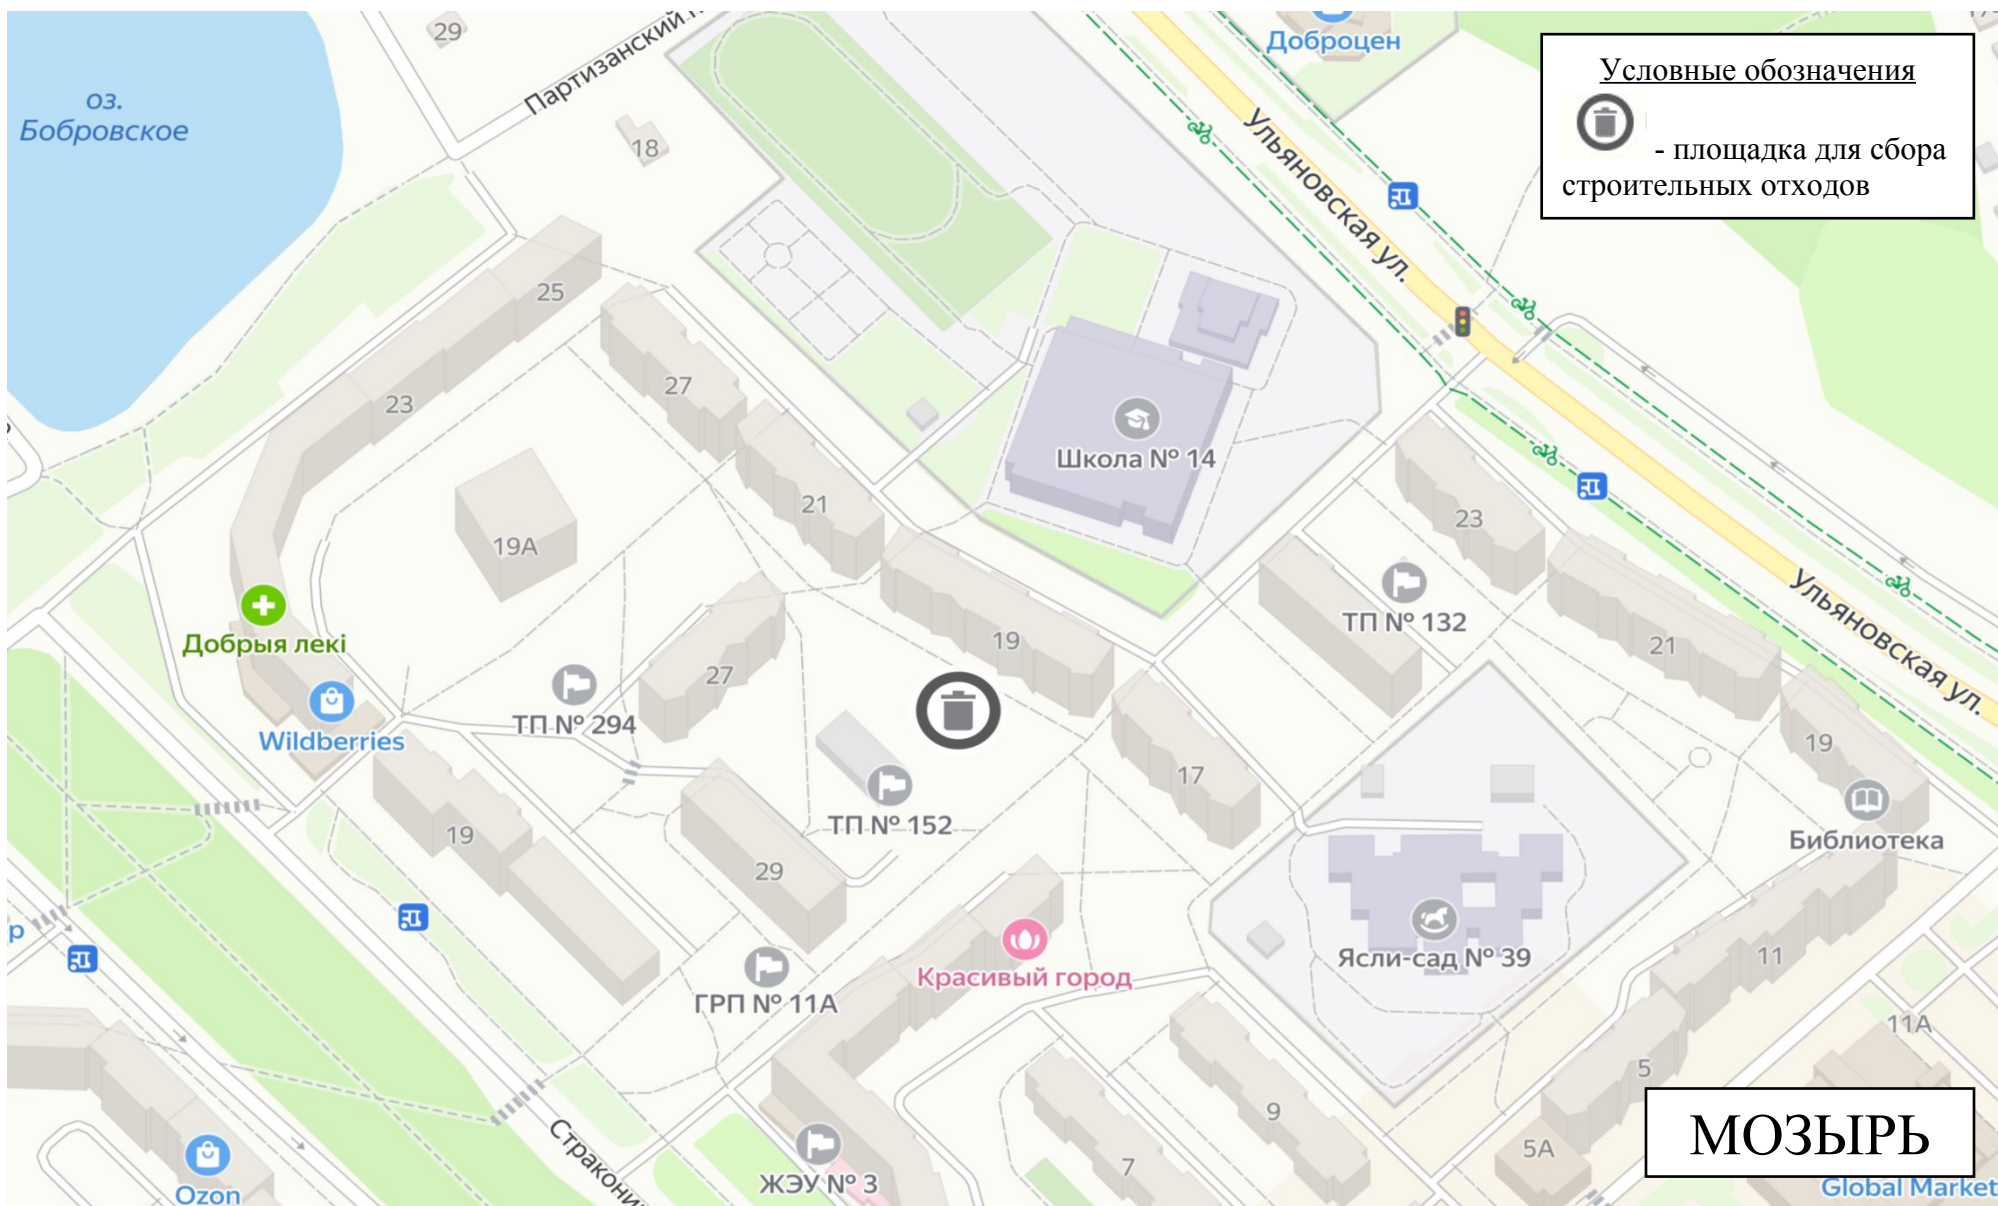 29
Партизанский
оз.
Бобровское
18
Доброцен
Условные обозначения
- площадка для сбора
строительных отходов
Ульяновская ул.
25
27
23
21
Школа № 14
19А
23
ТП № 132
21
Ульяновская ул.
Добрыя лекі
19
27
ТП № 294
Wildberries
17
19
Библиотека
ТП № 152
19
29
Красивый город
ГРП № 11А
Ясли-сад № 39
11
11А
р
5
9
7
5А
МОЗЫРЬ
Global Market
ЖЭУ № 3
Ozon